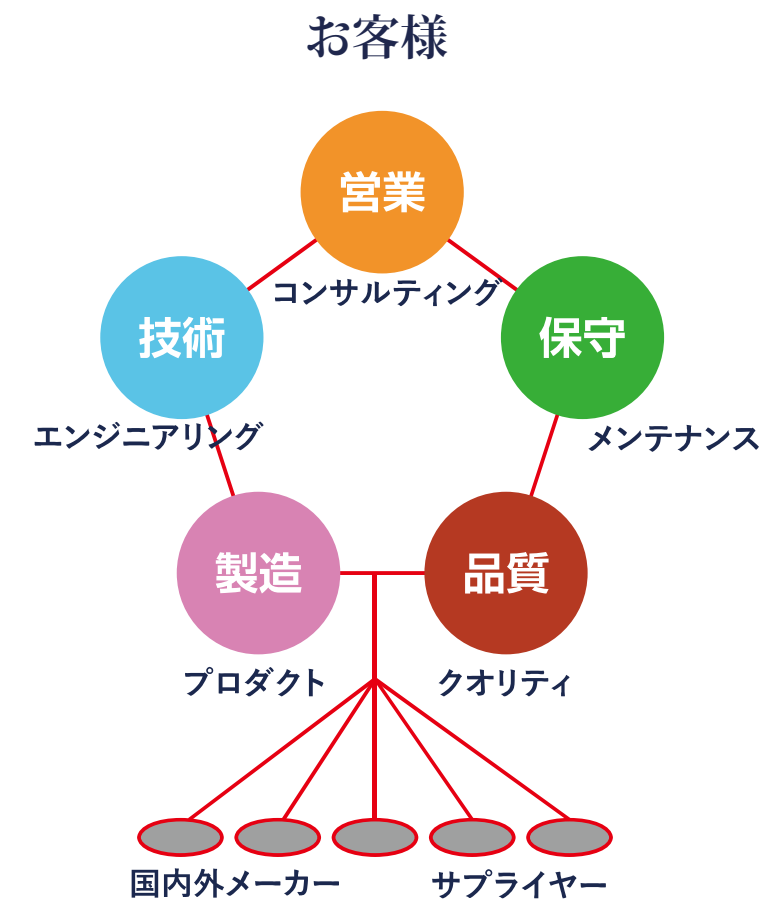 お客様
営業
コンサルティング
技術
保守
エンジニアリング
メンテナンス
製造
品質
プロダクト
クオリティ
国内外メーカー
サプライヤー